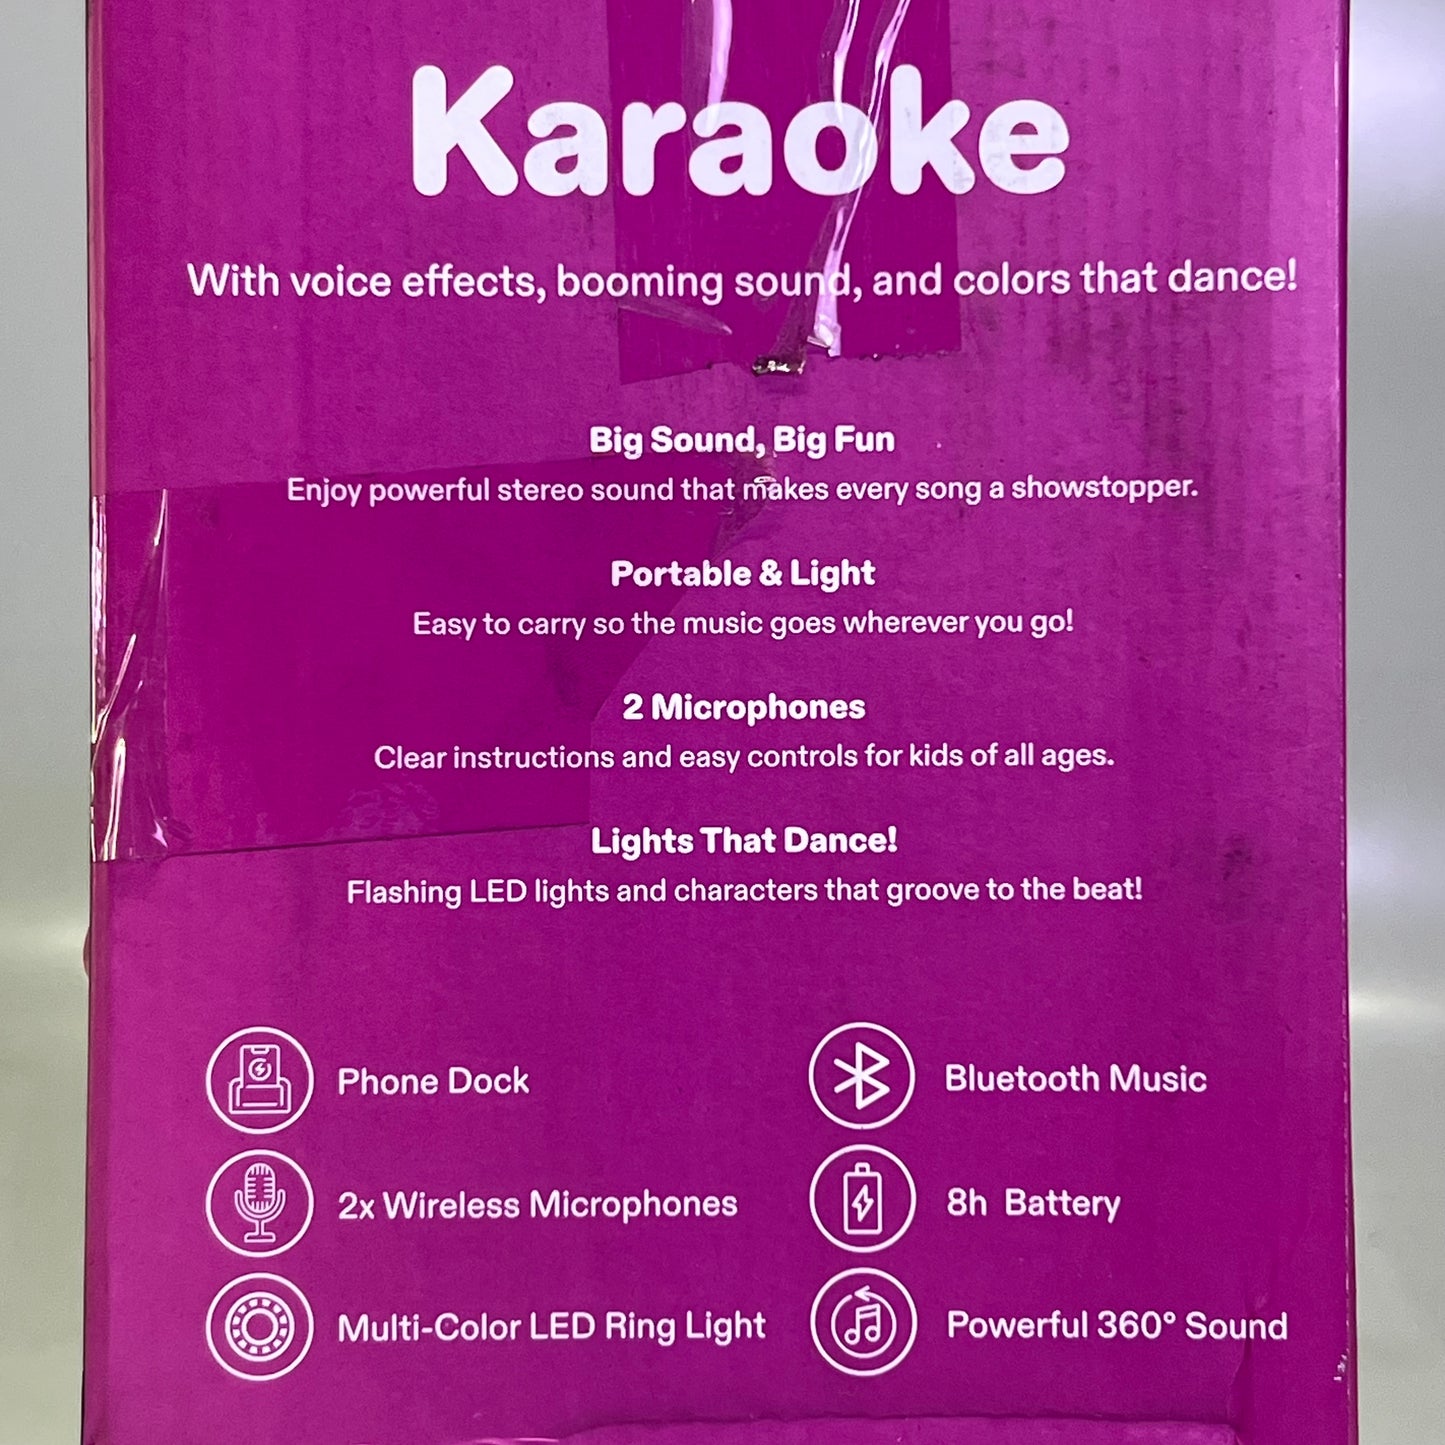 Karaoke
With voice effects, booming sound, and colors that dance!
Big Sound, Big Fun
Enjoy powerful stereo sound that makes every song a showstopper.
Portable & Light
Easy to carry so the music goes wherever you go!
2 Microphones
Clear instructions and easy controls for kids of all ages.
Lights That Dance!
Flashing LED lights and characters that groove to the beat!
Phone Dock
Bluetooth Music
2x Wireless Microphones
8h Battery
Multi-Color LED Ring Light
Powerful 360° Sound